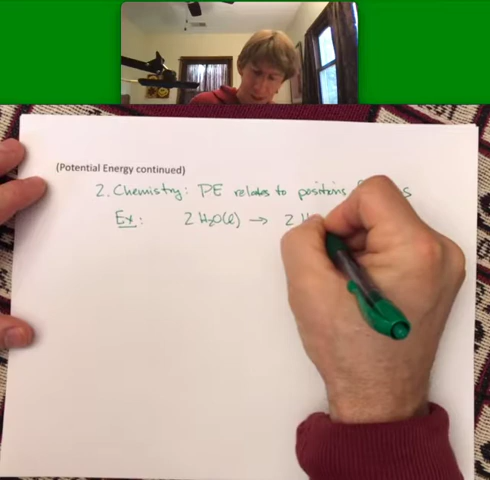 (Potential Energy continued)
2. Chemistry: PE relates to positions
Ex: 2 H₂O(l) → 2 H